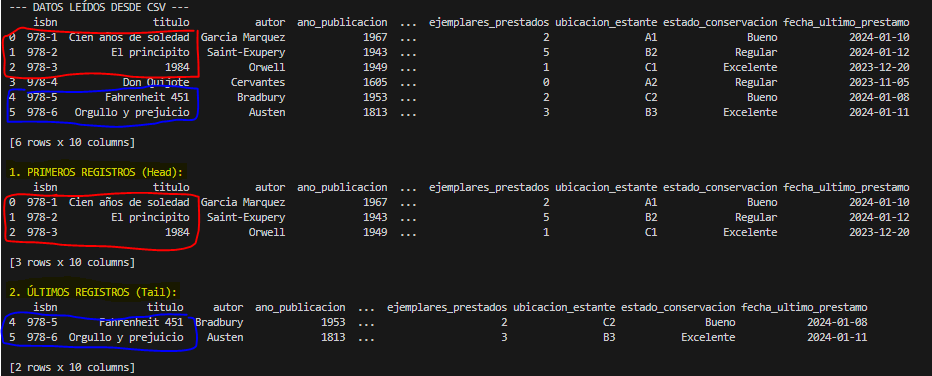 --- DATOS LEÍDOS DESDE CSV ---
isbn titulo autor ano_publicacion ... ejemplares_prestados ubicacion_estante estado_conservacion fecha_ultimo_prestamo
0 978-1 Cien años de soledad Garcia Marquez 1967 ... 2 A1 Bueno 2024-01-10
1 978-2 El principito Saint-Exupery 1943 ... 5 B2 Regular 2024-01-12
2 978-3 1984 Orwell 1949 ... 1 C1 Excelente 2023-12-20
3 978-4 Don Quijote Cervantes 1605 ... 0 A2 Regular 2023-11-05
4 978-5 Fahrenheit 451 Bradbury 1953 ... 2 C2 Bueno 2024-01-08
5 978-6 Orgullo y prejuicio Austen 1813 ... 3 B3 Excelente 2024-01-11
[6 rows x 10 columns]
1. PRIMEROS REGISTROS (Head):
isbn titulo autor ano_publicacion ... ejemplares_prestados ubicacion_estante estado_conservacion fecha_ultimo_prestamo
0 978-1 Cien años de soledad Garcia Marquez 1967 ... 2 A1 Bueno 2024-01-10
1 978-2 El principito Saint-Exupery 1943 ... 5 B2 Regular 2024-01-12
2 978-3 1984 Orwell 1949 ... 1 C1 Excelente 2023-12-20
[3 rows x 10 columns]
2. ÚLTIMOS REGISTROS (Tail):
isbn titulo autor ano_publicacion ... ejemplares_prestados ubicacion_estante estado_conservacion fecha_ultimo_prestamo
4 978-5 Fahrenheit 451 Bradbury 1953 ... 2 C2 Bueno 2024-01-08
5 978-6 Orgullo y prejuicio Austen 1813 ... 3 B3 Excelente 2024-01-11
[2 rows x 10 columns]